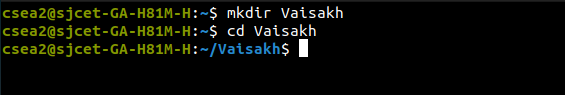 csea2@sjcet-GA-H81M-H:~$ mkdir Vaisakh
csea2@sjcet-GA-H81M-H:~$ cd Vaisakh
csea2@sjcet-GA-H81M-H:~/Vaisakh$